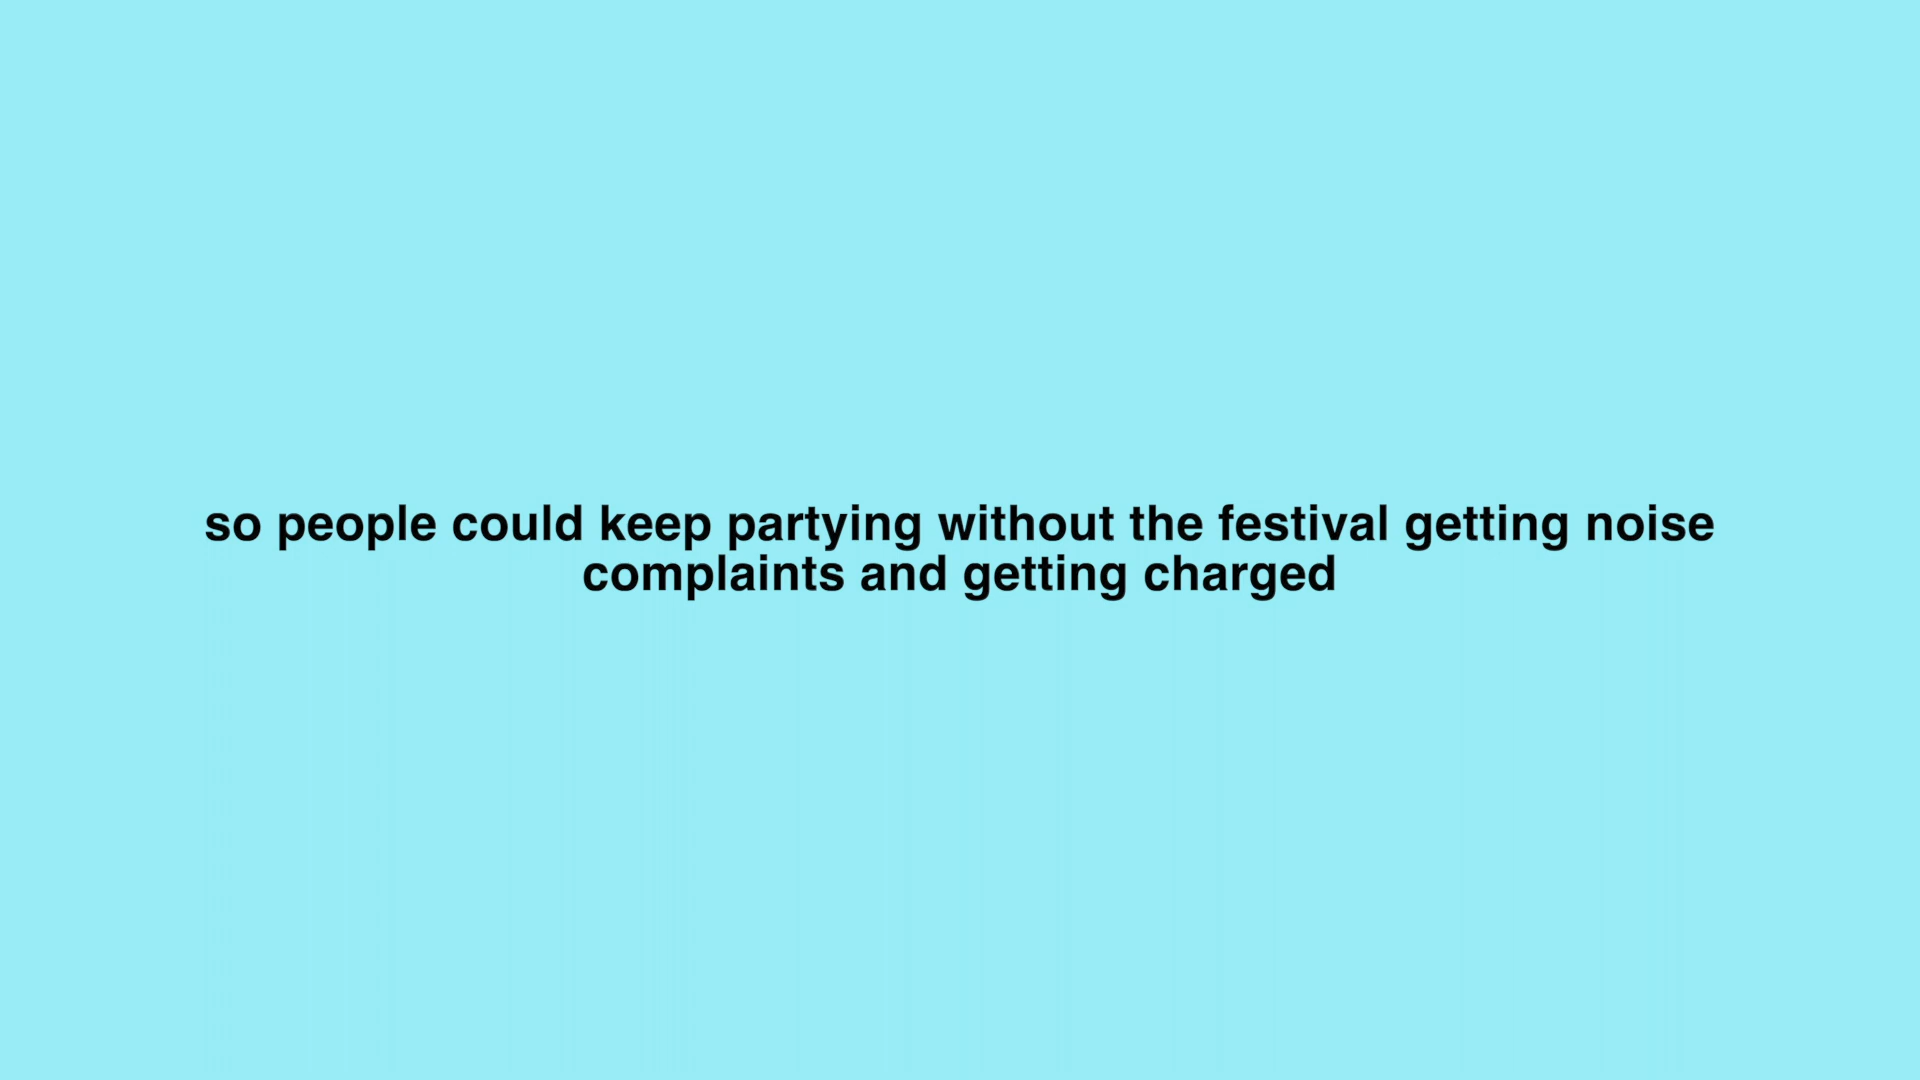 so people could keep partying without the festival getting noise
complaints and getting charged